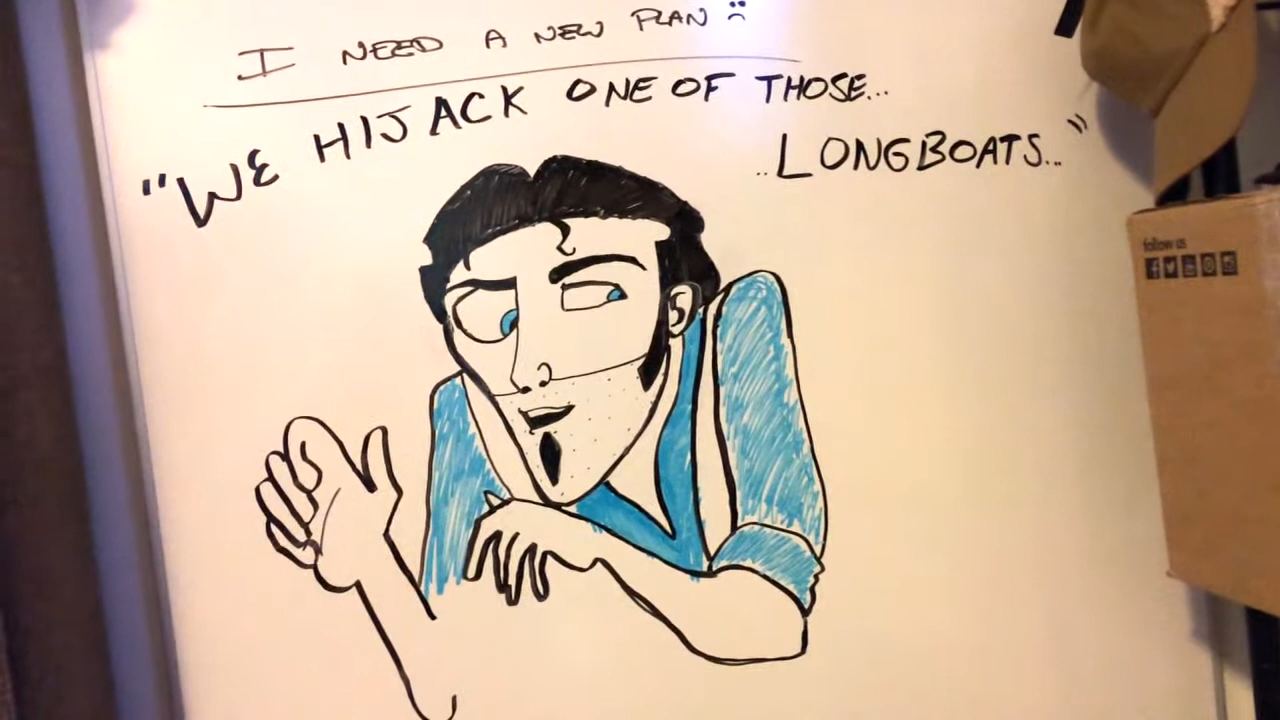 I NEED A NEW PLAN :(
"WE HIJACK ONE OF THOSE...
..LONGBOATS..."
follow us